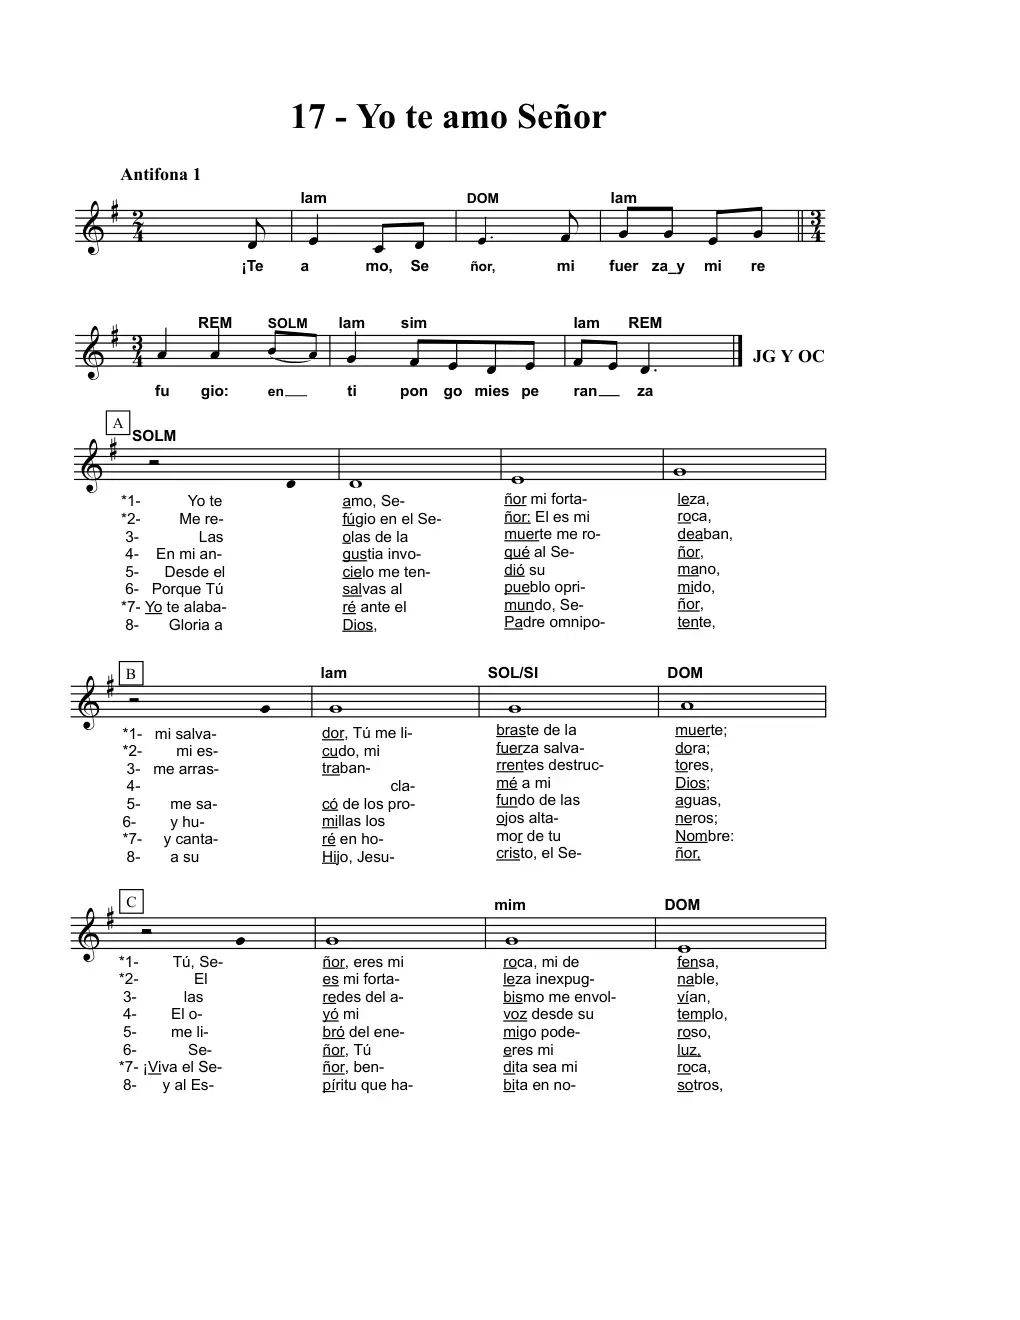 17 - Yo te amo Señor
Antifona 1
lam DOM lam
¡Te a mo, Se ñor, mi fuer za_y mi re
REM SOLM lam sim lam REM
JG Y OC
fu gio: en__ ti pon go mies pe ran__ za
A
SOLM
*1- Yo te amo, Se- ñor mi forta- leza,
*2- Me re- fúgio en el Se- ñor: El es mi roca,
3- Las olas de la muerte me ro- deaban,
4- En mi an- gustia invo- qué al Se- ñor,
5- Desde el cielo me ten- dió su mano,
6- Porque Tú salvas al pueblo opri- mido,
*7- Yo te alaba- ré ante el mundo, Se- ñor,
8- Gloria a Dios, Padre omnipo- tente,
B
lam SOL/SI DOM
*1- mi salva- dor, Tú me li- braste de la muerte;
*2- mi es- cudo, mi fuerza salva- dora;
3- me arras- traban- rrentes destruc- tores,
4- cla- mé a mi Dios;
5- me sa- có de los pro- fundo de las aguas,
6- y hu- millas los ojos alta- neros;
*7- y canta- ré en ho- mor de tu Nombre:
8- a su Hijo, Jesu- cristo, el Se- ñor,
C
mim DOM
*1- Tú, Se- ñor, eres mi roca, mi de fensa,
*2- El es mi forta- leza inexpug- nable,
3- las redes del a- bismo me envol- vían,
4- El o- yó mi voz desde su templo,
5- me li- bró del ene- migo pode- roso,
6- Se- ñor, Tú eres mi luz,
*7- ¡Viva el Se- ñor, ben- dita sea mi roca,
8- y al Es- píritu que ha- bita en no- sotros,